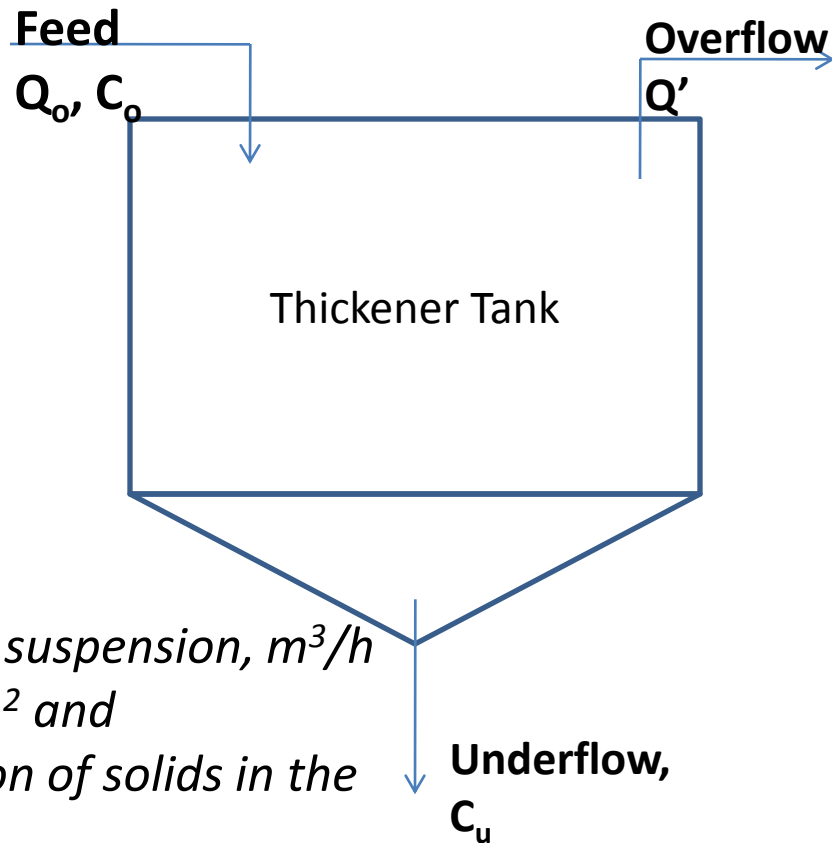 Feed
Qₒ, Cₒ
Overflow
Q’
Thickener Tank
suspension, m³/h
² and
on of solids in the
Underflow,
Cᵤ